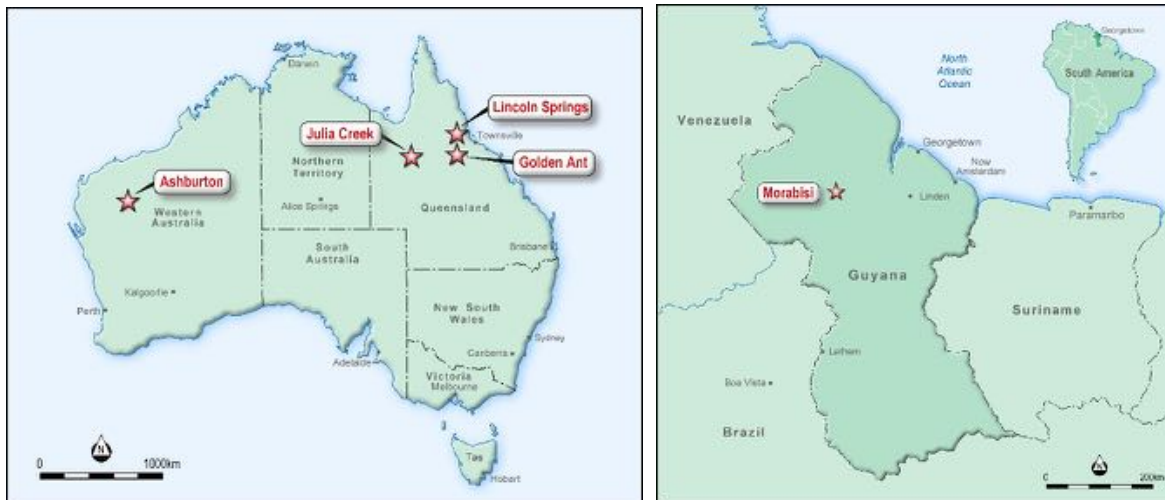 Darwin
Lincoln Springs
Julia Creek
Townsville
Northern
Territory
Golden Ant
Ashburton
Western
Australia
Alice Springs
Queensland
South
Australia
Brisbane
Kalgoorlie
Perth
New South
Wales
Sydney
Canberra
Adelaide
Victoria
Melbourne
Tas
Hobart
N
0 1000km
Georgetown
South America
North
Atlantic
Ocean
Venezuela
Georgetown
Now
Amsterdam
Morabisi
Linden
Paramaribo
Guyana
Suriname
Lethem
Boa Vista
Brazil
N
0 200km